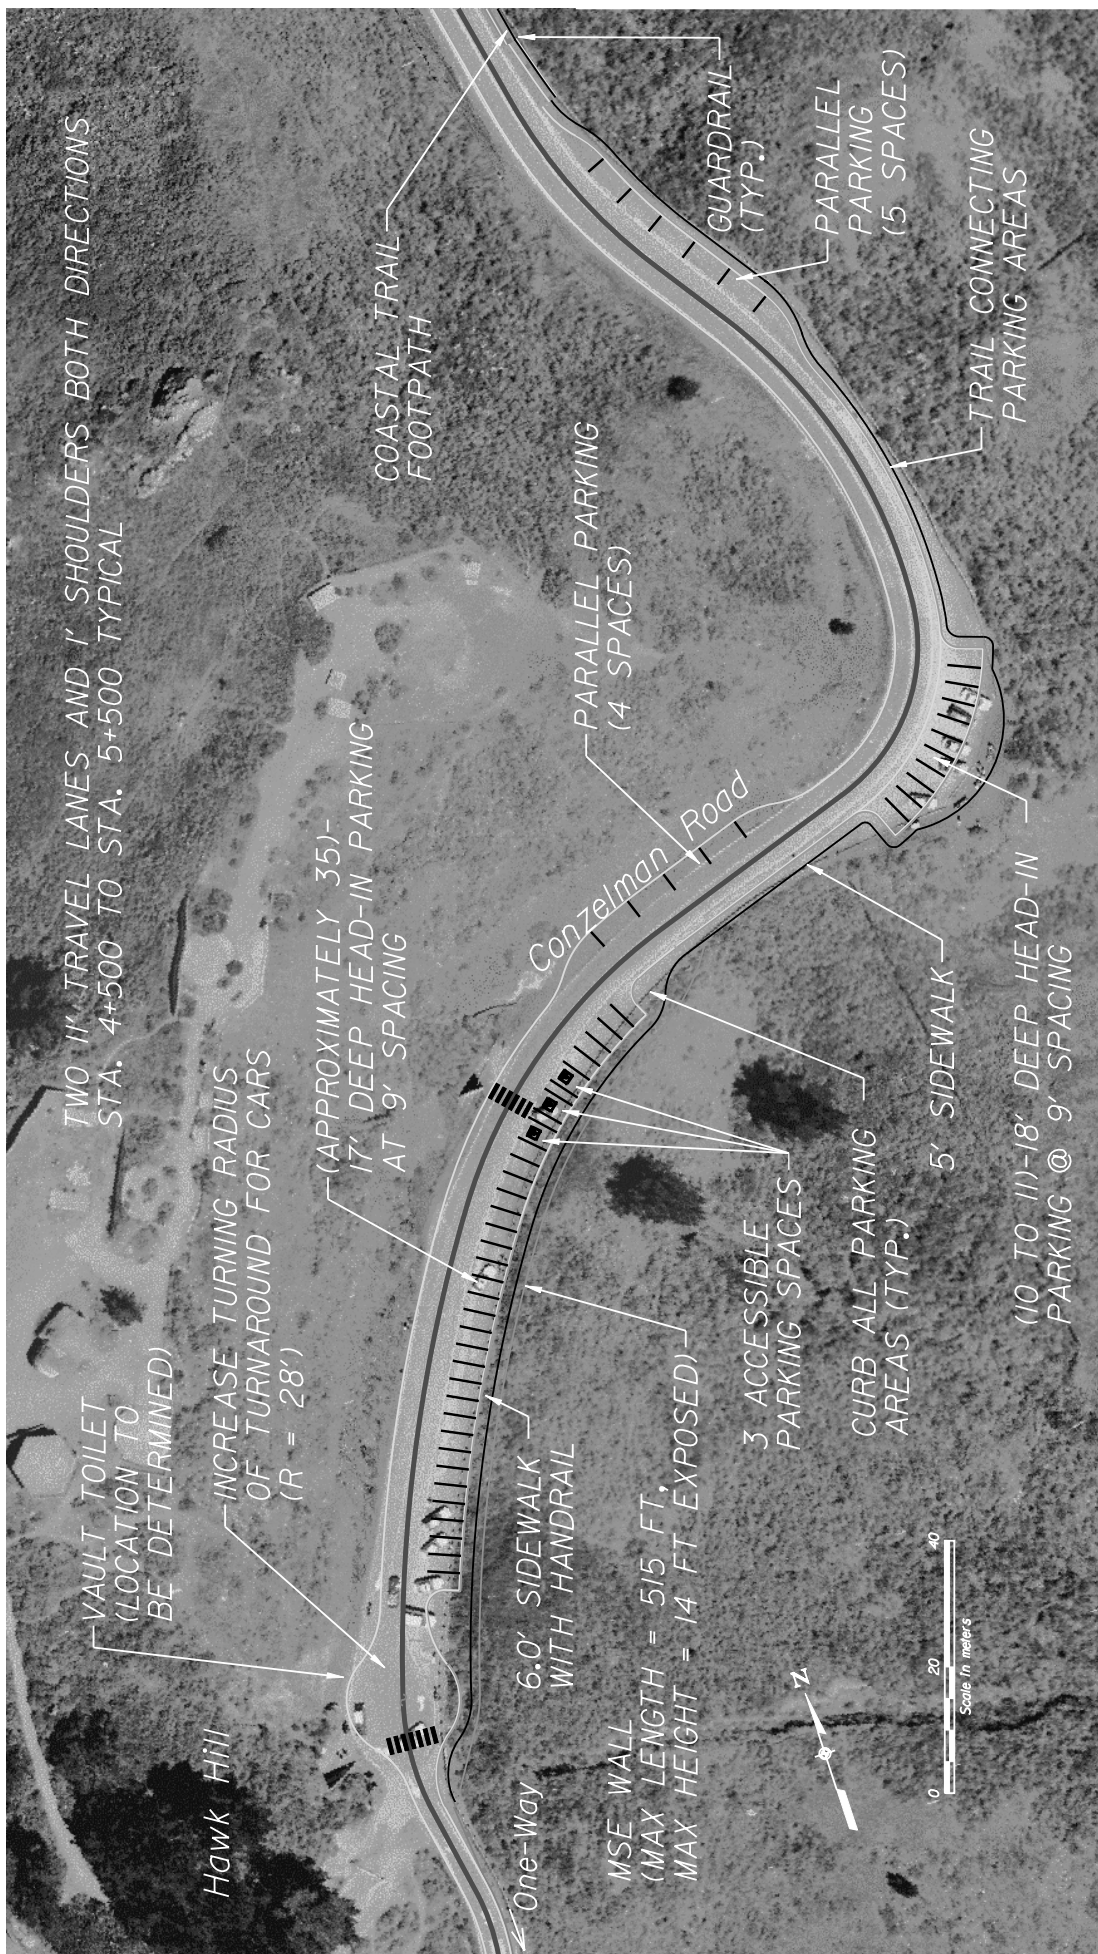 TWO 11' TRAVEL LANES AND 1' SHOULDERS BOTH DIRECTIONS
STA. 4+500 TO STA. 5+500 TYPICAL
VAULT TOILET
(LOCATION TO
BE DETERMINED)
INCREASE TURNING RADIUS
OF TURNAROUND FOR CARS
(R = 28')
Hawk Hill
(APPROXIMATELY 35)-
17' DEEP HEAD-IN PARKING
AT 9' SPACING
COASTAL TRAIL
FOOTPATH
Conzelman Road
PARALLEL PARKING
(4 SPACES)
GUARDRAIL
(TYP.)
PARALLEL
PARKING
(5 SPACES)
TRAIL CONNECTING
PARKING AREAS
One-Way
6.0' SIDEWALK
WITH HANDRAIL
MSE WALL
(MAX LENGTH = 515 FT,
MAX HEIGHT = 14 FT EXPOSED)
3 ACCESSIBLE
PARKING SPACES
CURB ALL PARKING
AREAS (TYP.)
5' SIDEWALK
(10 TO 11)-18' DEEP HEAD-IN
PARKING @ 9' SPACING
N
0 20 40
Scale in meters